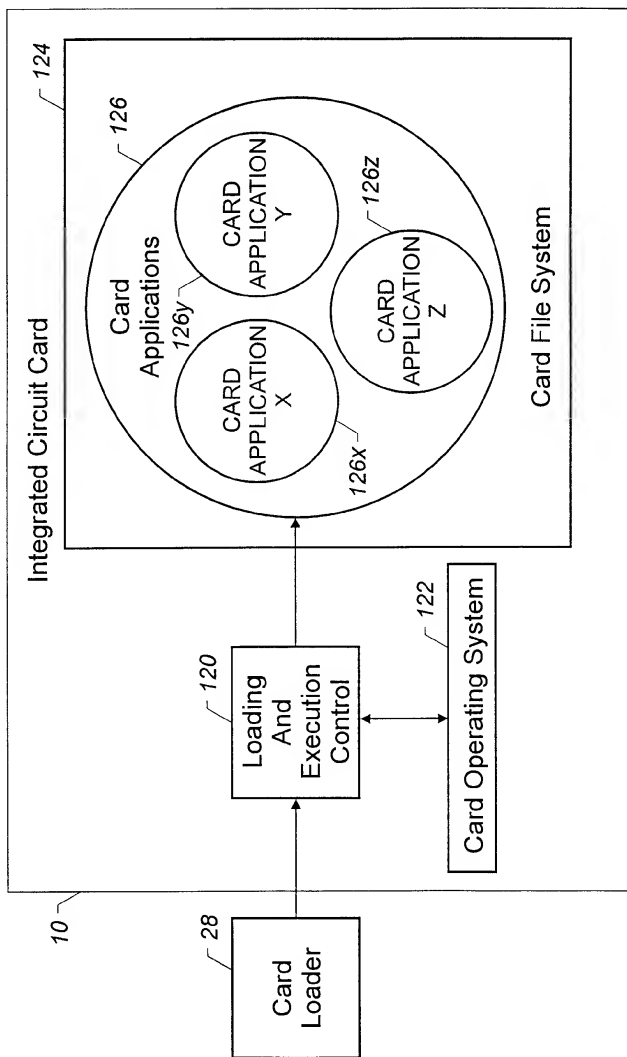 Integrated Circuit Card
10
28
Card
Loader
120
Loading
And
Execution
Control
122
Card Operating System
124
126
Card
Applications
126x
CARD
APPLICATION
X
126y
CARD
APPLICATION
Y
126z
CARD
APPLICATION
Z
Card File System